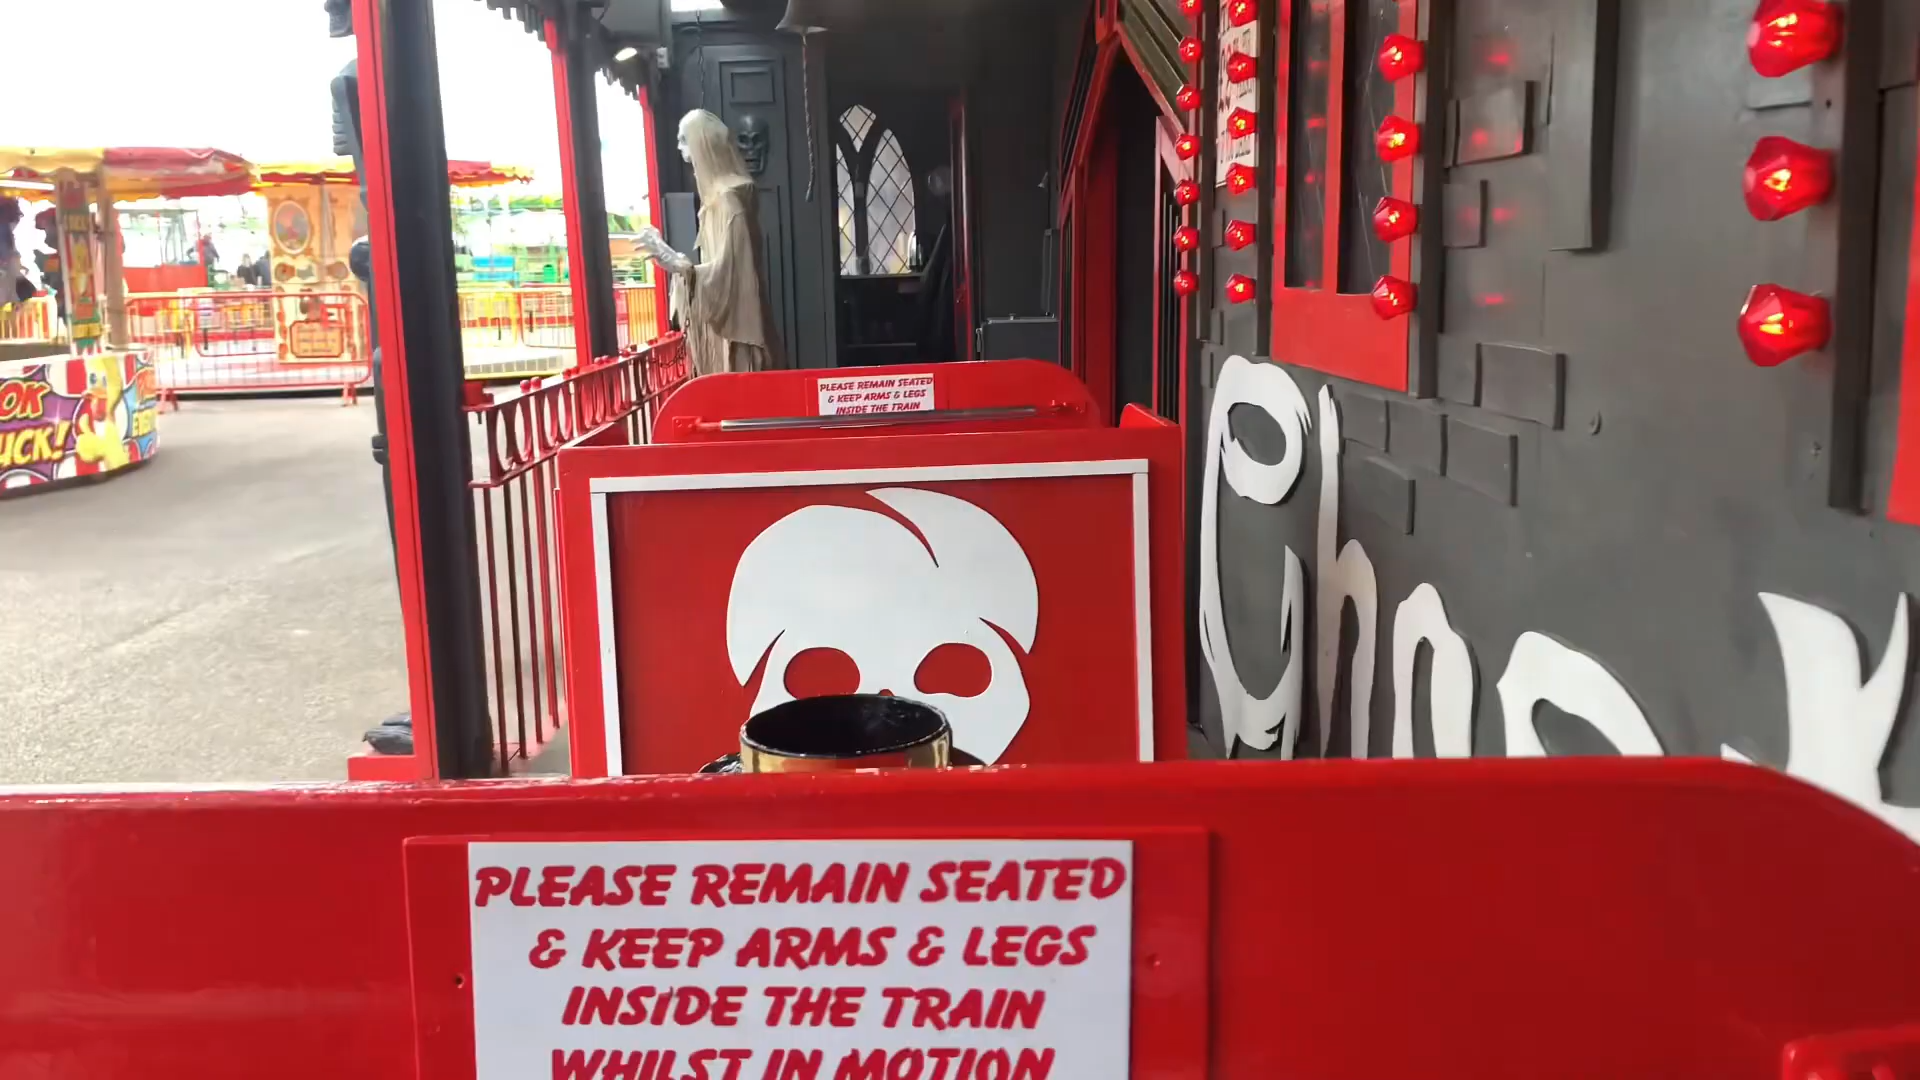 PLEASE REMAIN SEATED
& KEEP ARMS & LEGS
INSIDE THE TRAIN
Ghos
PLEASE REMAIN SEATED
& KEEP ARMS & LEGS
INSIDE THE TRAIN
WHILST IN MOTION